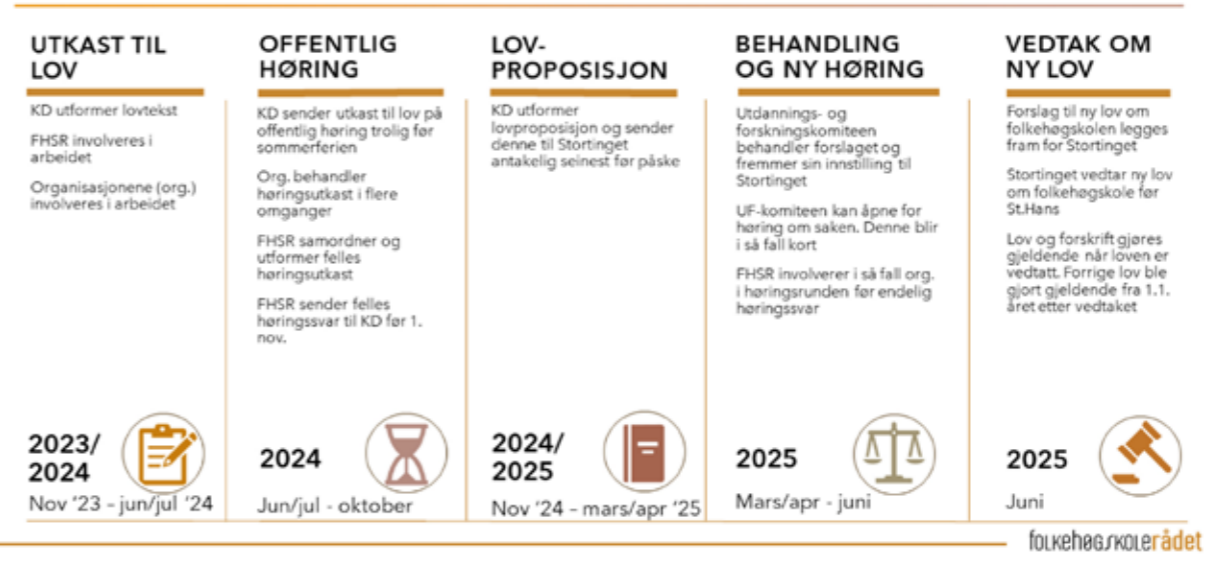 UTKAST TIL
LOV
KD utformer lovtekst
FHSR involveres i
arbeidet
Organisasjonene (org.)
involveres i arbeidet
2023/
2024
Nov ‘23 – jun/jul ‘24
OFFENTLIG
HØRING
KD sender utkast til lov på
offentlig høring trolig før
sommerferien
Org. behandler
høringsutkast i flere
omganger
FHSR samordner og
utformer felles
høringsutkast
FHSR sender felles
høringssvar til KD før 1.
nov.
2024
Jun/jul - oktober
LOV-
PROPOSISJON
KD utformer
lovproposisjon og sender
denne til Stortinget
antakelig seinest før påske
2024/
2025
Nov ‘24 – mars/apr ‘25
BEHANDLING
OG NY HØRING
Utdannings- og
forskningskomiteen
behandler forslaget og
fremmer sin innstilling til
Stortinget
UF-komiteen kan åpne for
høring om saken. Denne blir
i så fall kort
FHSR involverer i så fall org.
i høringsrunden før endelig
høringssvar
2025
Mars/apr - juni
VEDTAK OM
NY LOV
Forslag til ny lov om
folkehøgskolen legges
fram for Stortinget
Stortinget vedtar ny lov
om folkehøgskole før
St.Hans
Lov og forskrift gjøres
gjeldende når loven er
vedtatt. Forrige lov ble
gjort gjeldende fra 1.1.
året etter vedtaket
2025
Juni
folkehøgskolerådet